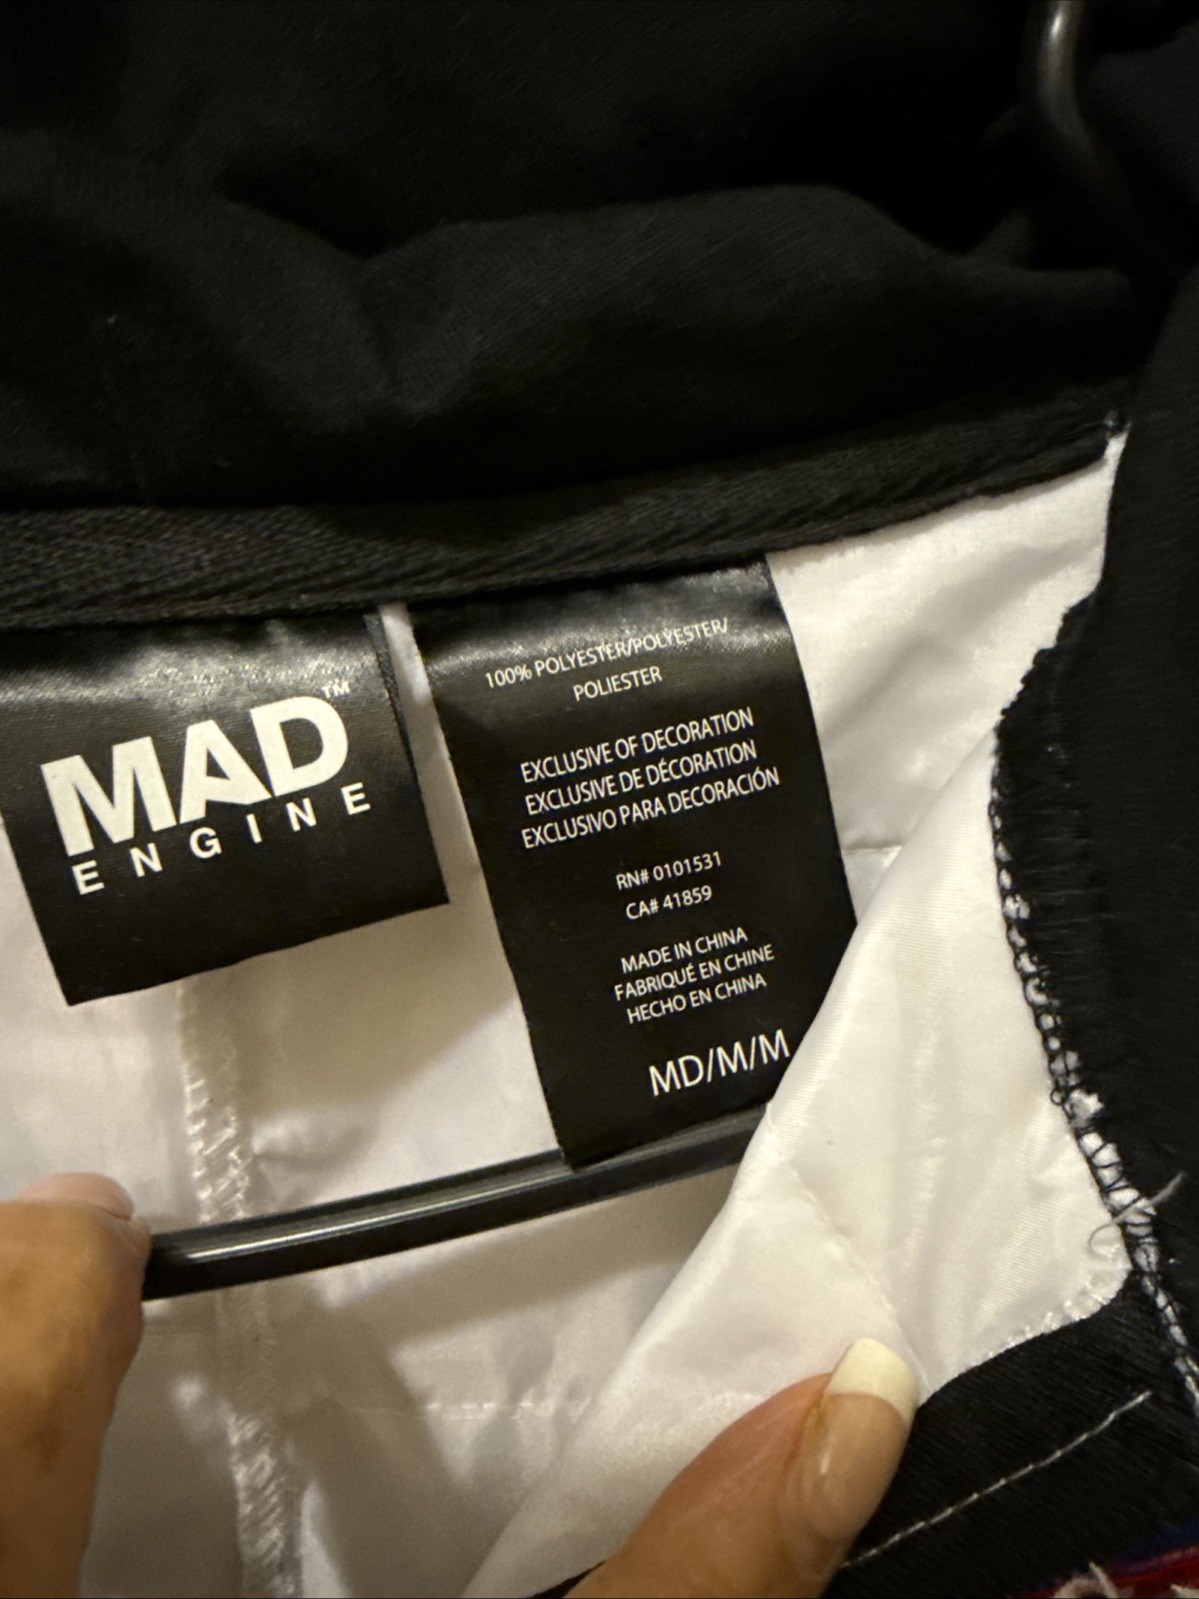 MAD™
ENGINE
100% POLYESTER/POLYESTER/
POLIESTER
EXCLUSIVE OF DECORATION
EXCLUSIVE DE DÉCORATION
EXCLUSIVO PARA DECORACIÓN
RN# 0101531
CA# 41859
MADE IN CHINA
FABRIQUÉ EN CHINE
HECHO EN CHINA
MD/M/M